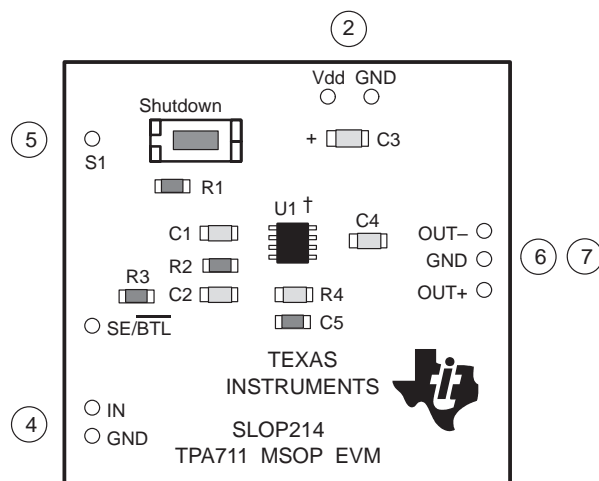 2
Vdd GND
Shutdown
5
S1
+ C3
R1
U1 †
C1
C4
OUT–
R2
GND
6 7
R3
C2
R4
OUT+
C5
SE/BTL
TEXAS
INSTRUMENTS
ti
4
IN
GND
SLOP214
TPA711 MSOP EVM